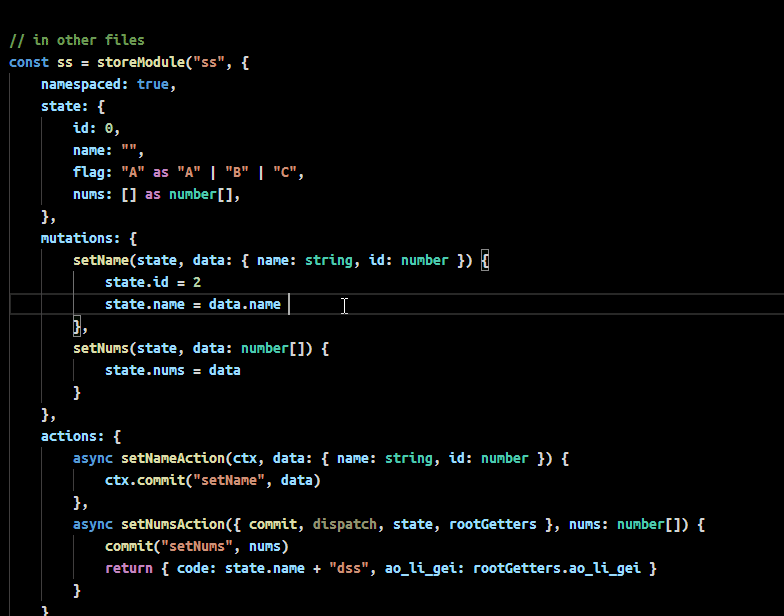 // in other files
const ss = storeModule("ss", {
    namespaced: true,
    state: {
        id: 0,
        name: "",
        flag: "A" as "A" | "B" | "C",
        nums: [] as number[],
    },
    mutations: {
        setName(state, data: { name: string, id: number }) {
            state.id = 2
            state.name = data.name
        },
        setNums(state, data: number[]) {
            state.nums = data
        }
    },
    actions: {
        async setNameAction(ctx, data: { name: string, id: number }) {
            ctx.commit("setName", data)
        },
        async setNumsAction({ commit, dispatch, state, rootGetters }, nums: number[]) {
            commit("setNums", nums)
            return { code: state.name + "dss", ao_li_gei: rootGetters.ao_li_gei }
        }
    }